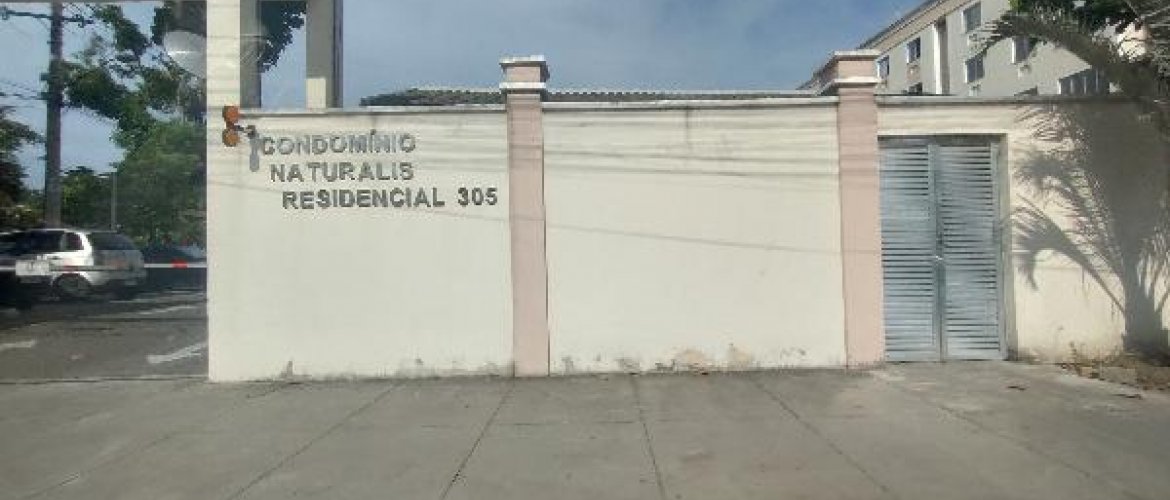 CONDOMÍNIO
NATURALIS
RESIDENCIAL 305